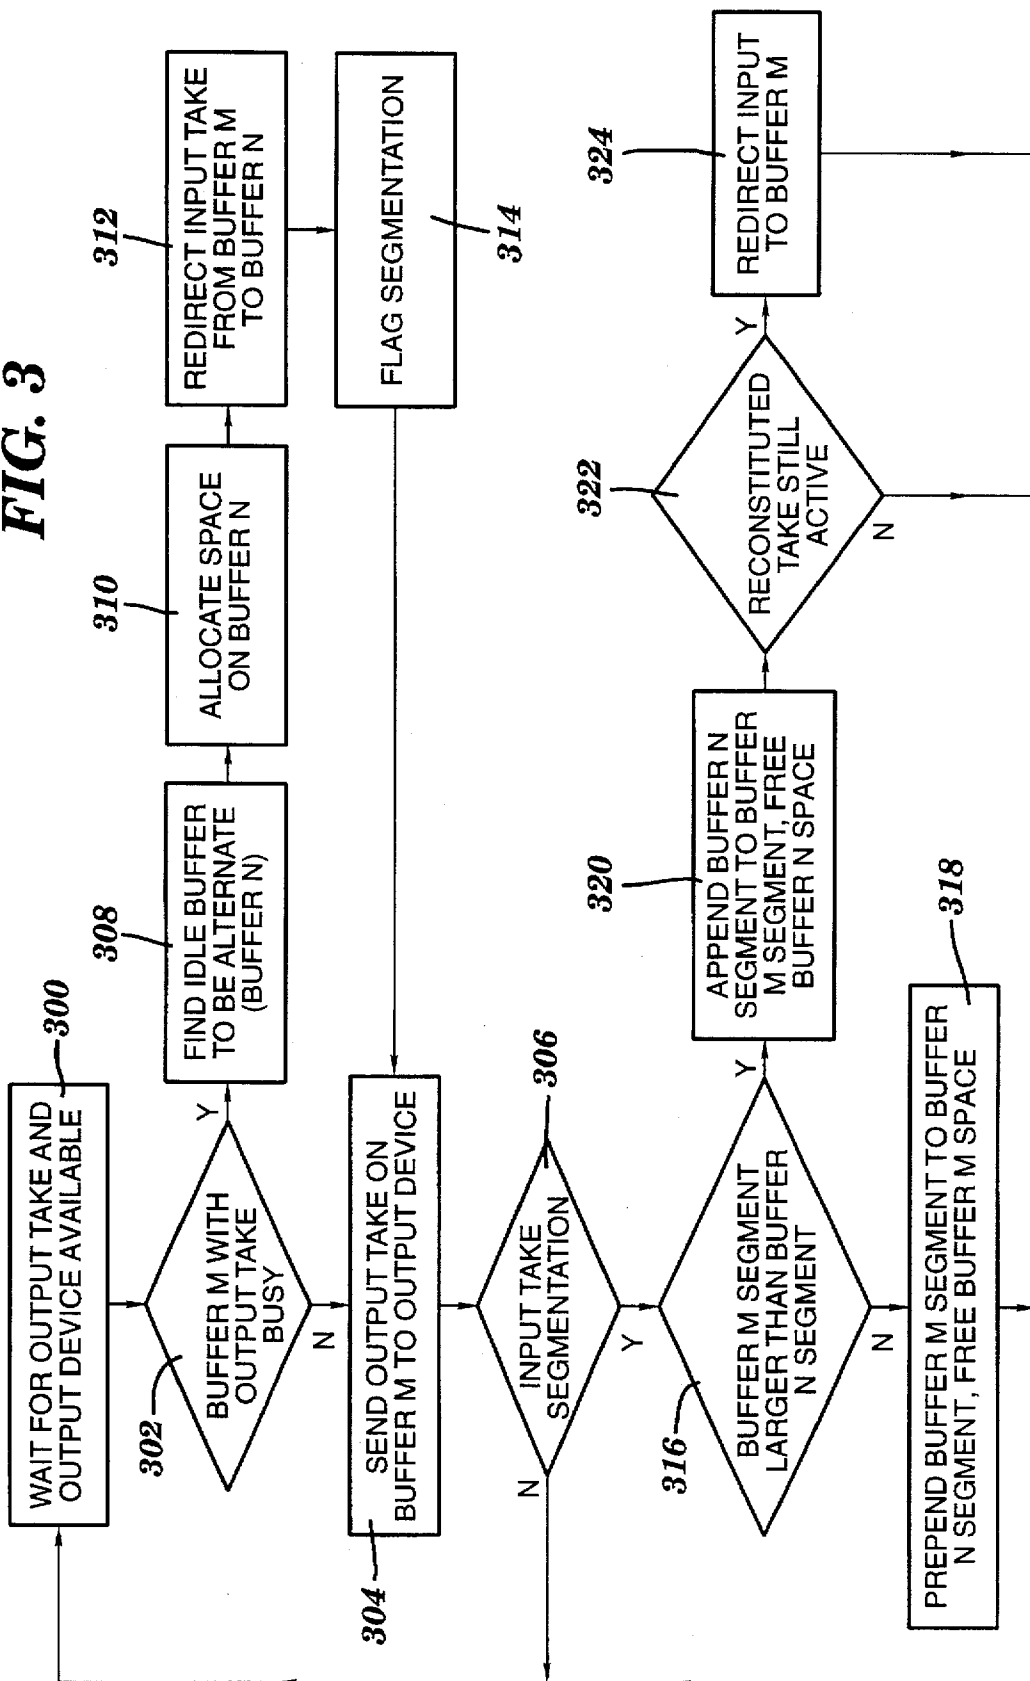 FIG. 3
300
WAIT FOR OUTPUT TAKE AND
OUTPUT DEVICE AVAILABLE
302
BUFFER M WITH
OUTPUT TAKE
BUSY
Y
N
308
FIND IDLE BUFFER
TO BE ALTERNATE
(BUFFER N)
310
ALLOCATE SPACE
ON BUFFER N
312
REDIRECT INPUT TAKE
FROM BUFFER M
TO BUFFER N
FLAG SEGMENTATION
314
304
SEND OUTPUT TAKE ON
BUFFER M TO OUTPUT DEVICE
306
INPUT TAKE
SEGMENTATION
N
Y
316
BUFFER M SEGMENT
LARGER THAN BUFFER
N SEGMENT
Y
N
320
APPEND BUFFER N
SEGMENT TO BUFFER
M SEGMENT, FREE
BUFFER N SPACE
322
RECONSTITUTED
TAKE STILL
ACTIVE
Y
N
324
REDIRECT INPUT
TO BUFFER M
318
PREPEND BUFFER M SEGMENT TO BUFFER
N SEGMENT, FREE BUFFER M SPACE